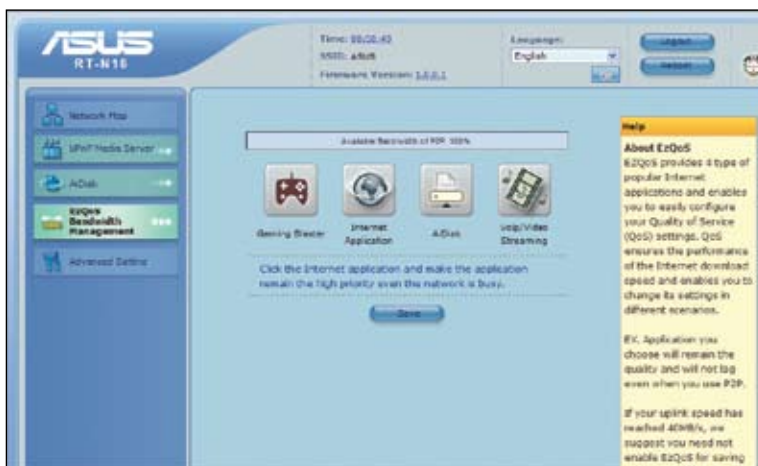 ASUS
RT-N16
Time:
SSID: ASUS
Firmware Version: 1.0.0.1
Language:
English
Logout
Reboot
Network Map
UPnP Media Server
AiDisk
EzQoS
Bandwidth
Management
Advanced Setting
Available Bandwidth of P2P: 100%
Gaming Blaster
Internet
Application
AiDisk
Voip/Video
Streaming
Click the Internet application and make the application
remain the high priority even the network is busy.
Save
Help
About EzQoS
EZQoS provides 4 type of
popular Internet
applications and enables
you to easily configure
your Quality of Service
(QoS) settings. QoS
ensures the performance
of the Internet download
speed and enables you to
change its settings in
different scenarios.
EX. Application you
choose will remain the
quality and will not lag
even when you use P2P.
If your uplink speed has
reached 40MB/s, we
suggest you need not
enable EzQoS for saving